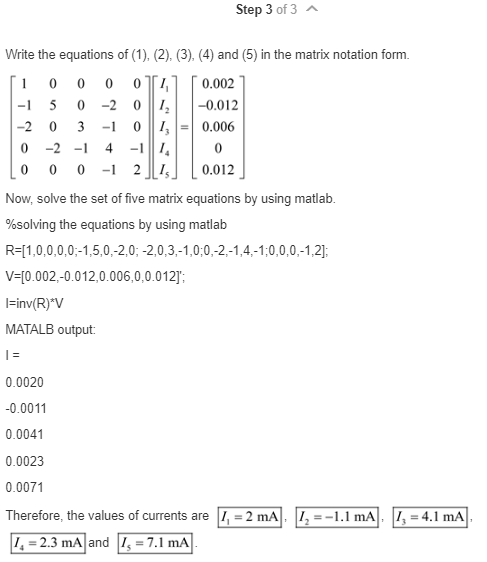 Step 3 of 3
Write the equations of (1), (2), (3), (4) and (5) in the matrix notation form.
1 0 0 0 0 I₁ 0.002
-1 5 0 -2 0 I₂ -0.012
-2 0 3 -1 0 I₃ = 0.006
0 -2 -1 4 -1 I₄ 0
0 0 0 -1 2 I₅ 0.012
Now, solve the set of five matrix equations by using matlab.
%solving the equations by using matlab
R=[1,0,0,0,0;-1,5,0,-2,0; -2,0,3,-1,0;0,-2,-1,4,-1;0,0,0,-1,2];
V=[0.002,-0.012,0.006,0,0.012]';
I=inv(R)*V
MATALB output:
I =
0.0020
-0.0011
0.0041
0.0023
0.0071
Therefore, the values of currents are I₁ = 2 mA, I₂ = -1.1 mA, I₃ = 4.1 mA,
I₄ = 2.3 mA and I₅ = 7.1 mA.